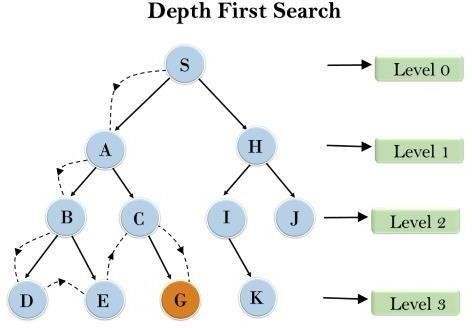 Depth First Search
S
Level 0
A
H
Level 1
B
C
I
J
Level 2
D
E
G
K
Level 3